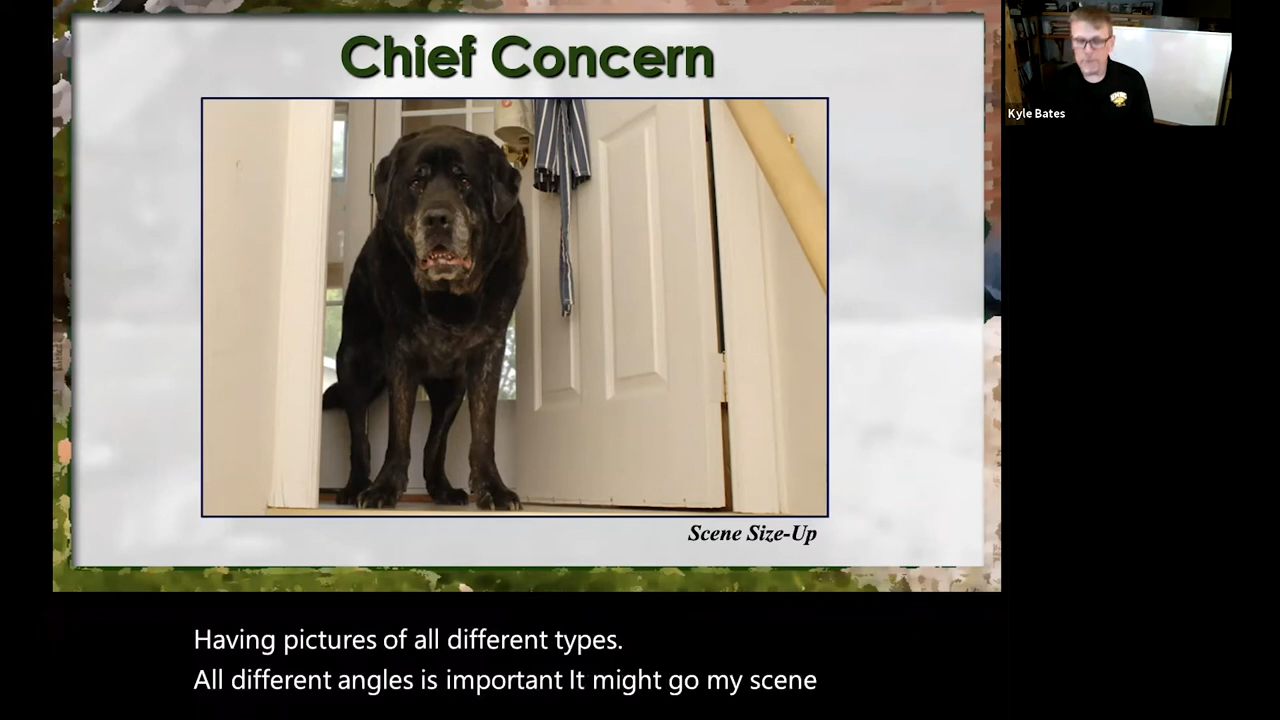 Chief Concern
Kyle Bates
Scene Size-Up
Having pictures of all different types.
All different angles is important It might go my scene